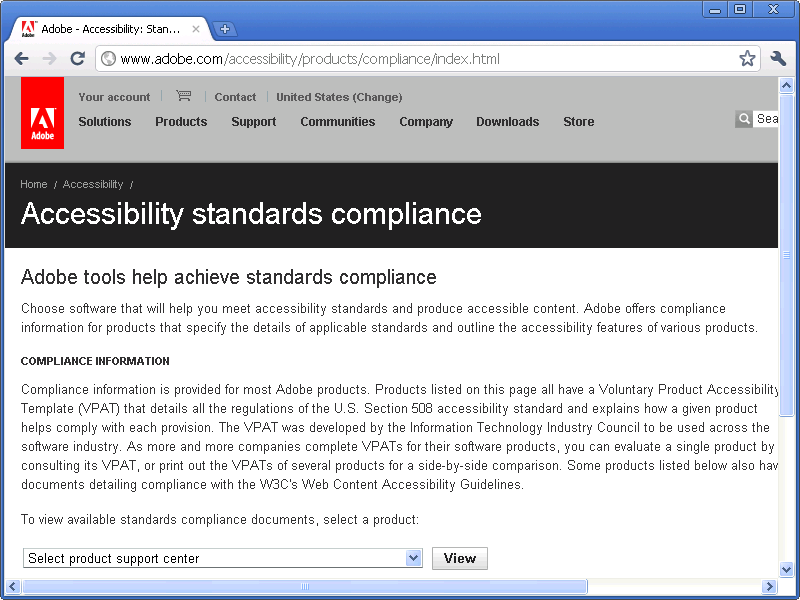 Adobe - Accessibility: Stan...
www.adobe.com/accessibility/products/compliance/index.html
Your account
Contact
United States (Change)
Adobe
Solutions
Products
Support
Communities
Company
Downloads
Store
Sea
Home / Accessibility /
Accessibility standards compliance
Adobe tools help achieve standards compliance
Choose software that will help you meet accessibility standards and produce accessible content. Adobe offers compliance
information for products that specify the details of applicable standards and outline the accessibility features of various products.
COMPLIANCE INFORMATION
Compliance information is provided for most Adobe products. Products listed on this page all have a Voluntary Product Accessibility
Template (VPAT) that details all the regulations of the U.S. Section 508 accessibility standard and explains how a given product
helps comply with each provision. The VPAT was developed by the Information Technology Industry Council to be used across the
software industry. As more and more companies complete VPATs for their software products, you can evaluate a single product by
consulting its VPAT, or print out the VPATs of several products for a side-by-side comparison. Some products listed below also hav
documents detailing compliance with the W3C's Web Content Accessibility Guidelines.
To view available standards compliance documents, select a product:
Select product support center
View